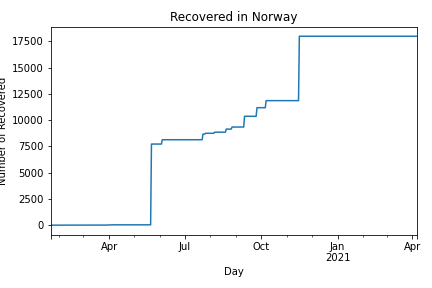 Recovered in Norway
17500
15000
12500
10000
7500
5000
2500
0
Number of Recovered
Apr
Jul
Oct
Jan
2021
Apr
Day